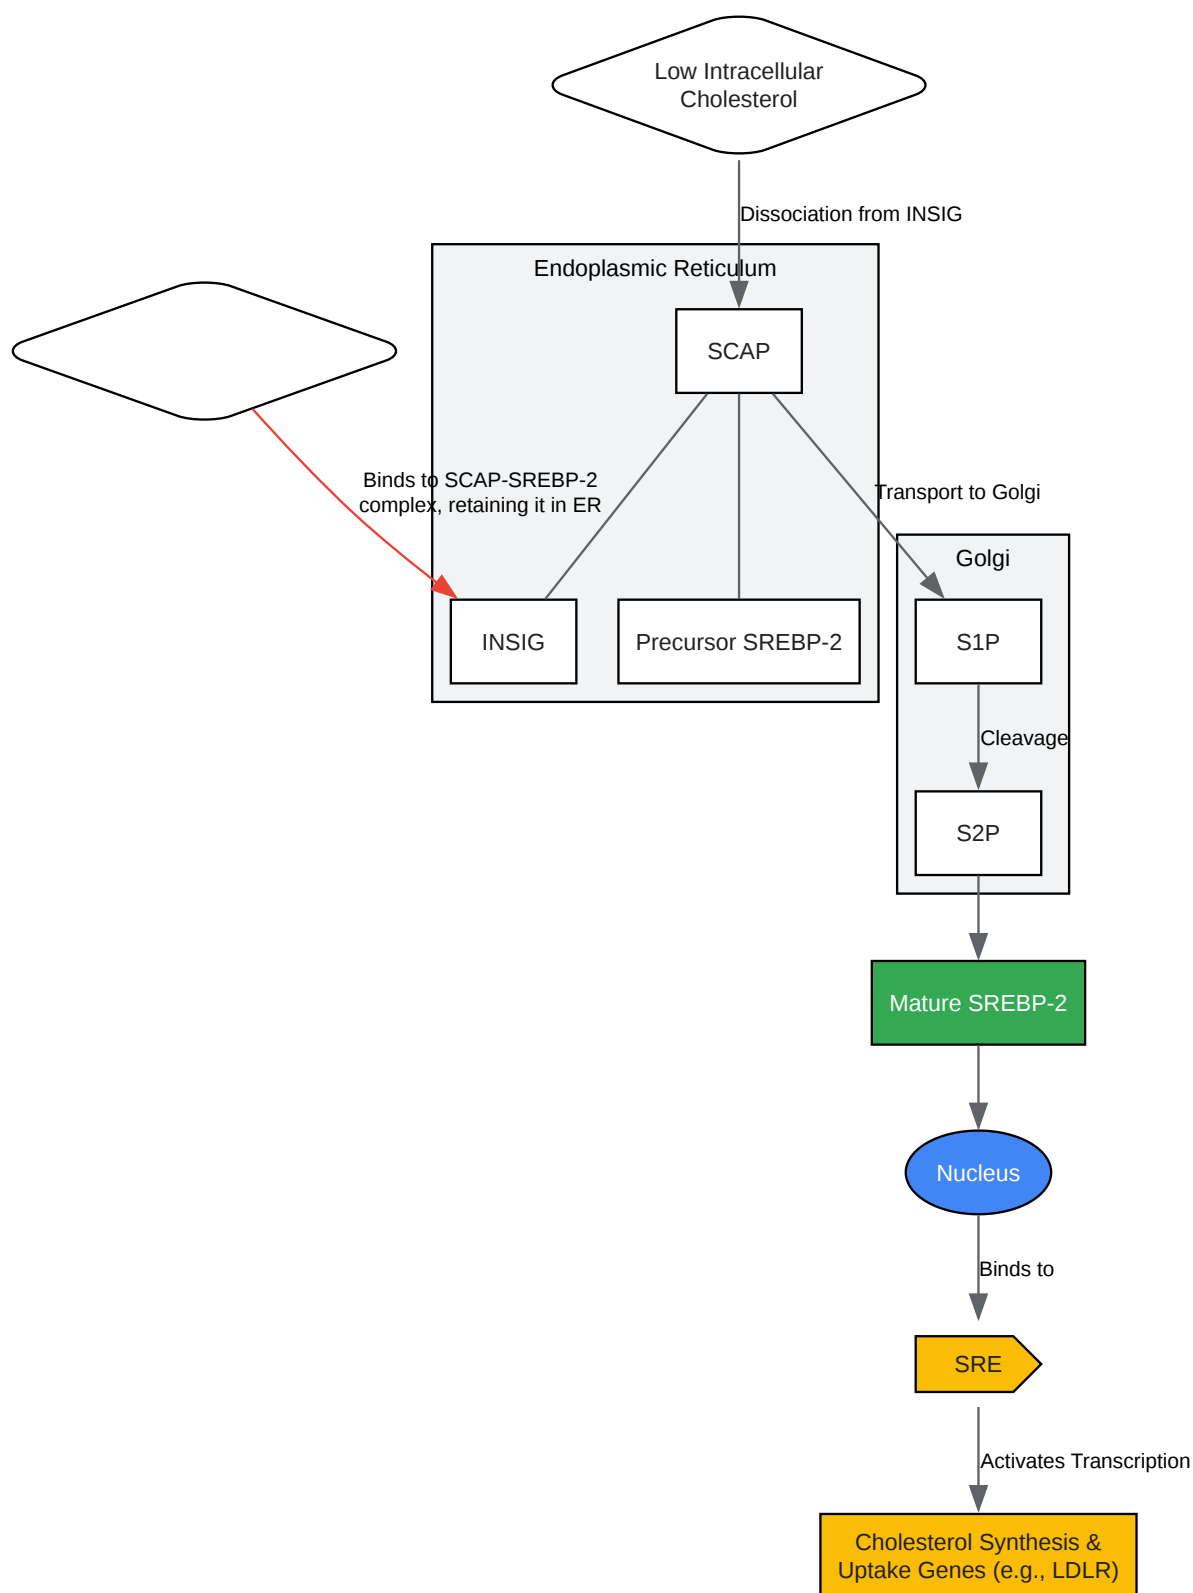 Low Intracellular
Cholesterol
Dissociation from INSIG
Endoplasmic Reticulum
SCAP
Binds to SCAP-SREBP-2
complex, retaining it in ER
Transport to Golgi
Golgi
INSIG
Precursor SREBP-2
S1P
Cleavage
S2P
Mature SREBP-2
Nucleus
Binds to
SRE
Activates Transcription
Cholesterol Synthesis &
Uptake Genes (e.g., LDLR)